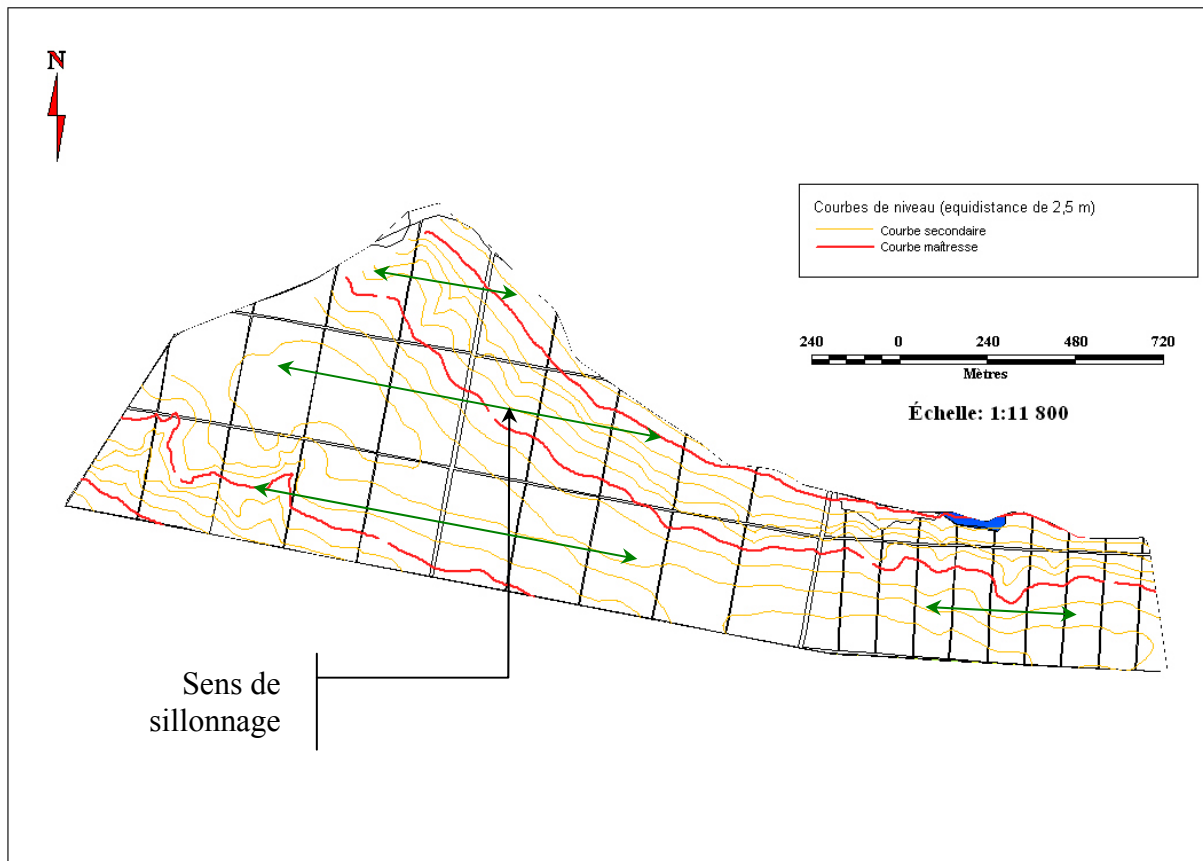 N
Courbes de niveau (equidistance de 2,5 m)
Courbe secondaire
Courbe maîtresse
240 0 240 480 720
Mètres
Échelle: 1:11 800
Sens de
sillonnage